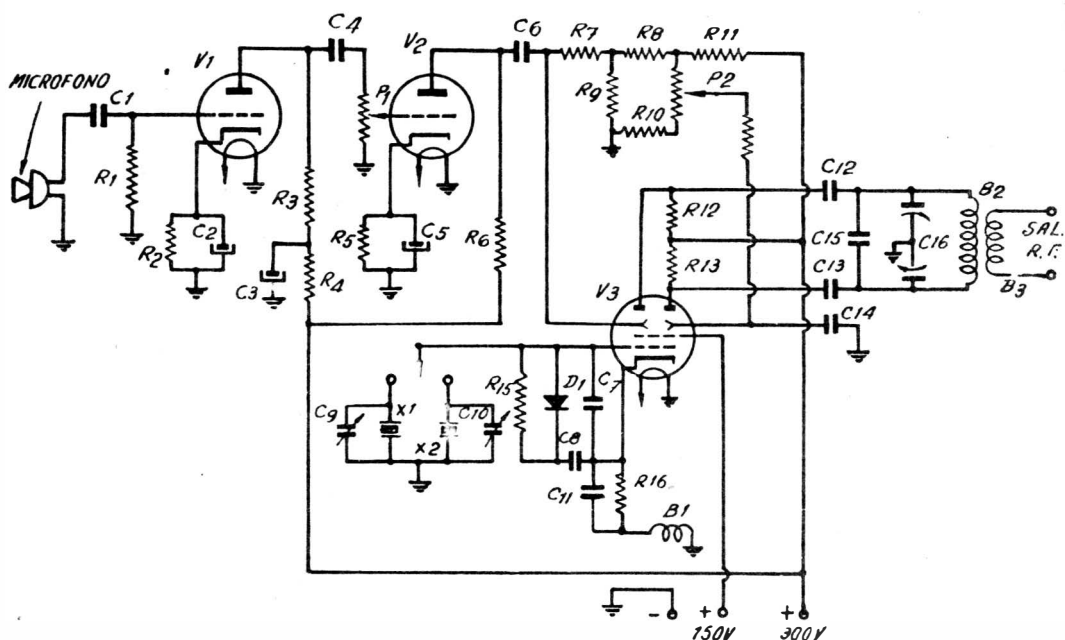 C4
V2
C6
R7
R8
R11
V1
MICROFONO
C1
P1
P2
R9
R10
R1
C12
R3
R12
B2
C2
C5
R6
R2
R5
C15
C16
SAL.
R.F.
R13
C3
R4
C13
B3
V3
C14
R15
D1
C7
C9
X1
C10
X2
C8
C11
R16
B1
-
+
+
150V
300V